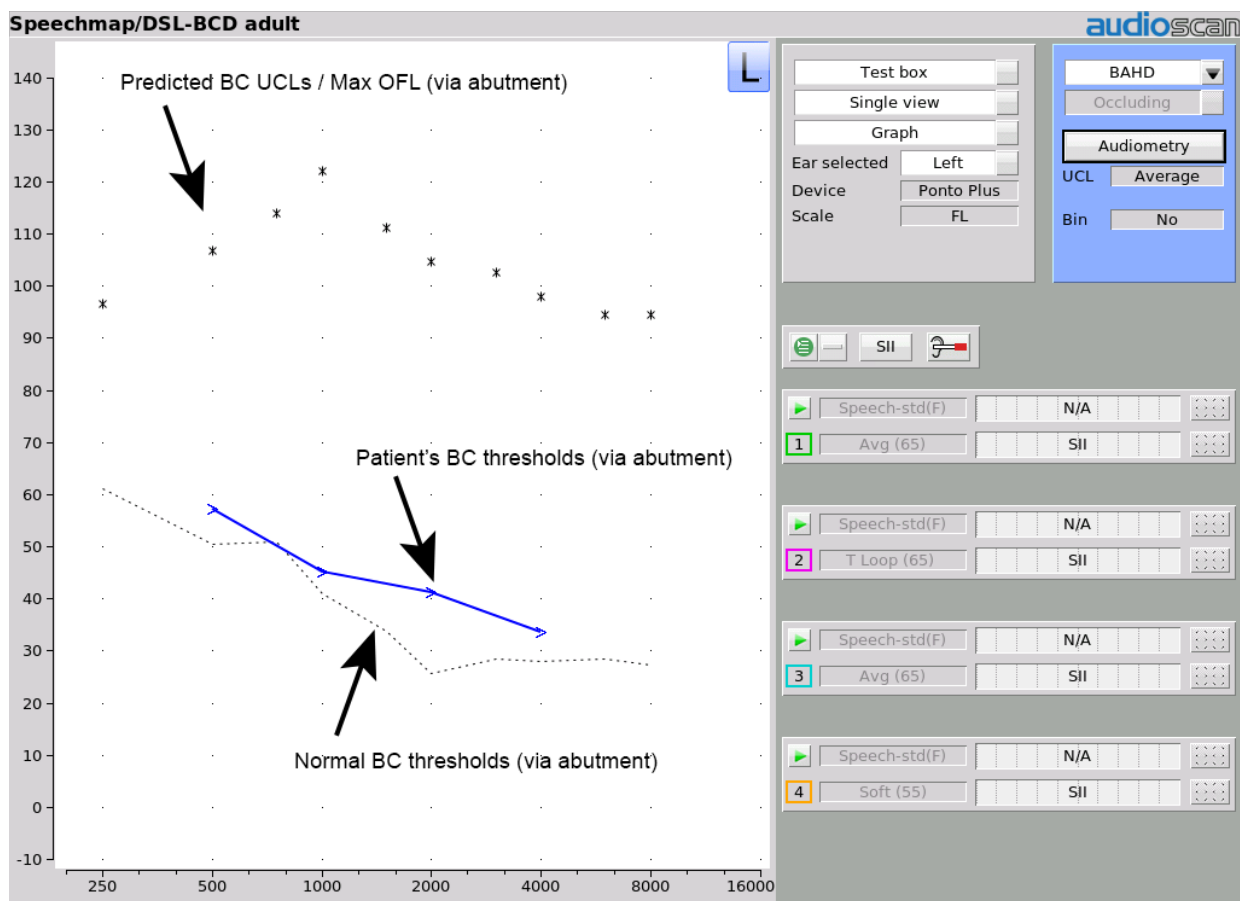 Speechmap/DSL-BCD adult
audioscan
L
140
130
120
110
100
90
80
70
60
50
40
30
20
10
0
-10
250
500
1000
2000
4000
8000
16000
Predicted BC UCLs / Max OFL (via abutment)
Patient's BC thresholds (via abutment)
Normal BC thresholds (via abutment)
Test box
Single view
Graph
Ear selected Left
Device Ponto Plus
Scale FL
BAHD
Occluding
Audiometry
UCL Average
Bin No
SII
Speech-std(F) N/A
1 Avg (65) SII
Speech-std(F) N/A
2 T Loop (65) SII
Speech-std(F) N/A
3 Avg (65) SII
Speech-std(F) N/A
4 Soft (55) SII